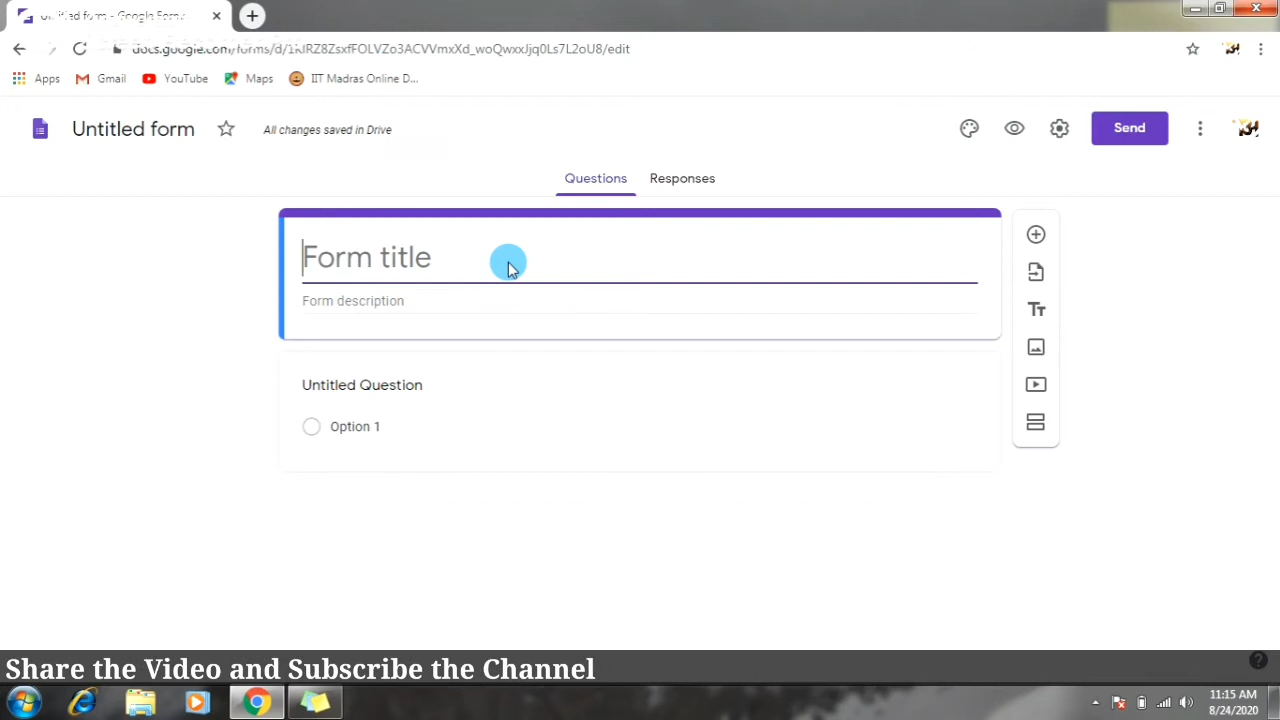 Untitled form - Google Forms
docs.google.com/forms/d/
/edit
Apps Gmail YouTube Maps IIT Madras Online D...
Untitled form All changes saved in Drive Send
Questions Responses
Form title
Form description
Untitled Question
Option 1
Share the Video and Subscribe the Channel
11:15 AM
8/24/2020